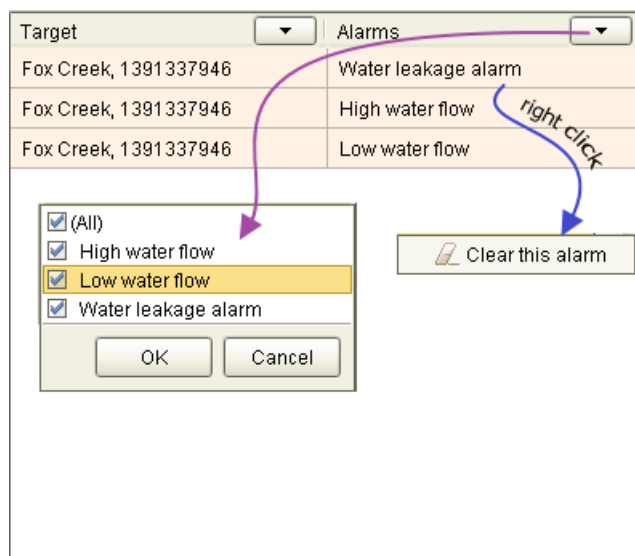 Target Alarms
Fox Creek, 1391337946 Water leakage alarm
Fox Creek, 1391337946 High water flow
Fox Creek, 1391337946 Low water flow
right click
(All)
High water flow
Low water flow
Water leakage alarm
OK Cancel
Clear this alarm